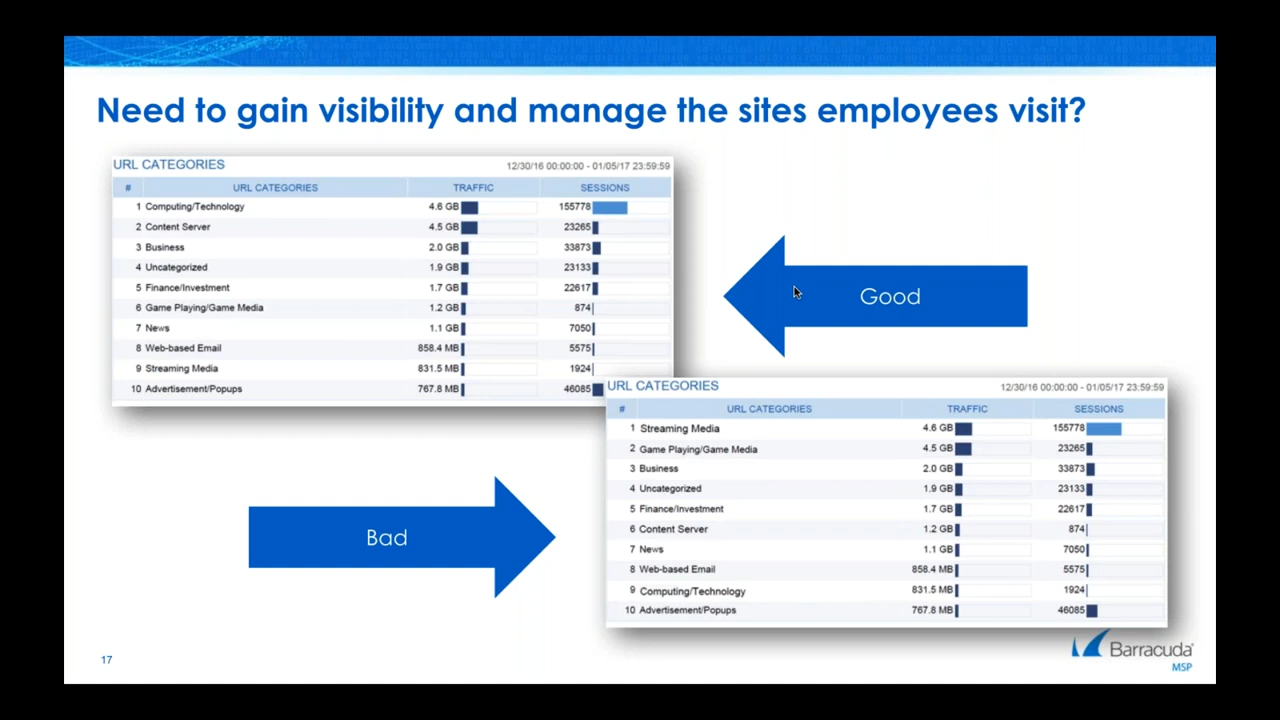 Need to gain visibility and manage the sites employees visit?
URL CATEGORIES 12/30/16 00:00:00 - 01/05/17 23:59:59
# URL CATEGORIES TRAFFIC SESSIONS
1 Computing/Technology 4.6 GB 155778
2 Content Server 4.5 GB 23265
3 Business 2.0 GB 33873
4 Uncategorized 1.9 GB 23133
5 Finance/Investment 1.7 GB 22617
6 Game Playing/Game Media 1.2 GB 874
7 News 1.1 GB 7050
8 Web-based Email 858.4 MB 5575
9 Streaming Media 831.5 MB 1924
10 Advertisement/Popups 767.8 MB 46085
Good
URL CATEGORIES 12/30/16 00:00:00 - 01/05/17 23:59:59
# URL CATEGORIES TRAFFIC SESSIONS
1 Streaming Media 4.6 GB 155778
2 Game Playing/Game Media 4.5 GB 23265
3 Business 2.0 GB 33873
4 Uncategorized 1.9 GB 23133
5 Finance/Investment 1.7 GB 22617
6 Content Server 1.2 GB 874
7 News 1.1 GB 7050
8 Web-based Email 858.4 MB 5575
9 Computing/Technology 831.5 MB 1924
10 Advertisement/Popups 767.8 MB 46085
Bad
17
Barracuda
MSP